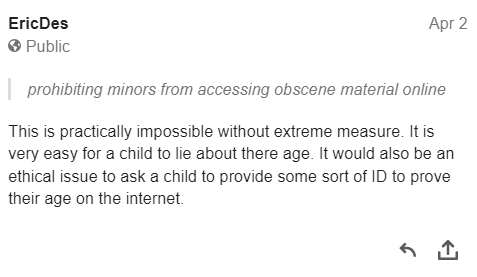 EricDes
Apr 2
Public
prohibiting minors from accessing obscene material online
This is practically impossible without extreme measure. It is
very easy for a child to lie about there age. It would also be an
ethical issue to ask a child to provide some sort of ID to prove
their age on the internet.